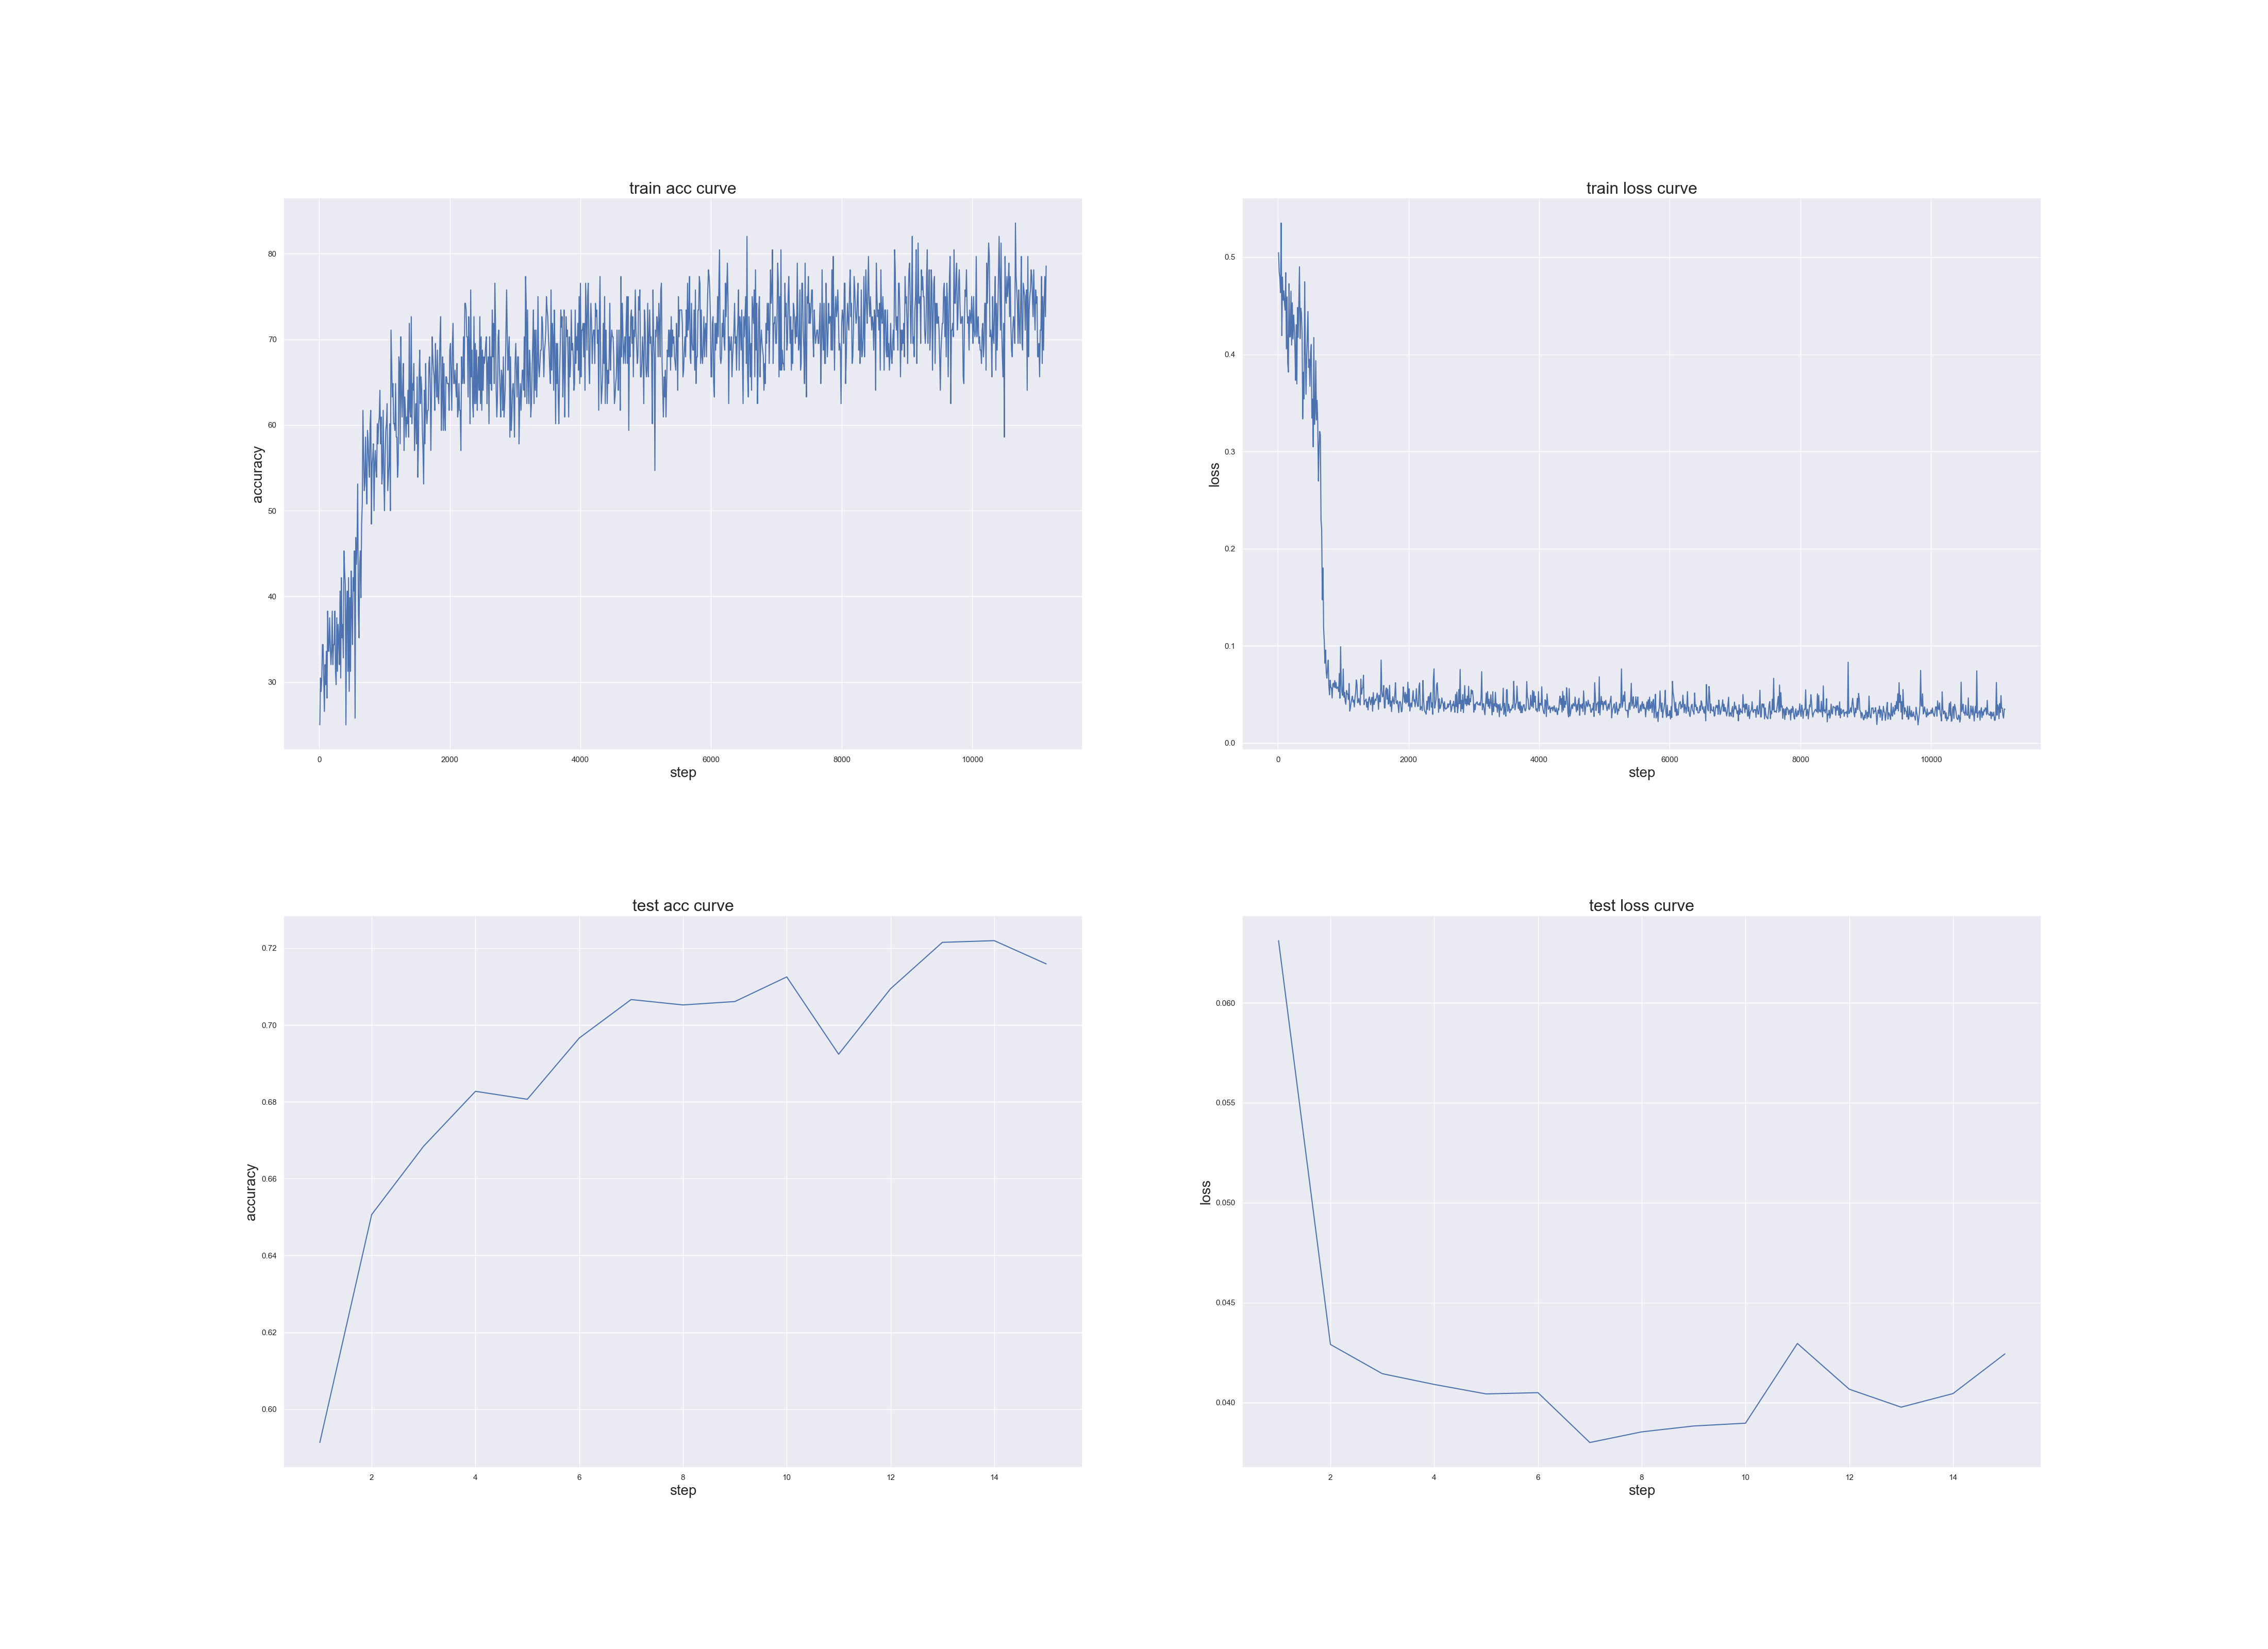 train acc curve
accuracy
80
70
60
50
40
30
0 2000 4000 6000 8000 10000
step
train loss curve
loss
0.5
0.4
0.3
0.2
0.1
0.0
0 2000 4000 6000 8000 10000
step
test acc curve
accuracy
0.72
0.70
0.68
0.66
0.64
0.62
0.60
2 4 6 8 10 12 14
step
test loss curve
loss
0.060
0.055
0.050
0.045
0.040
2 4 6 8 10 12 14
step